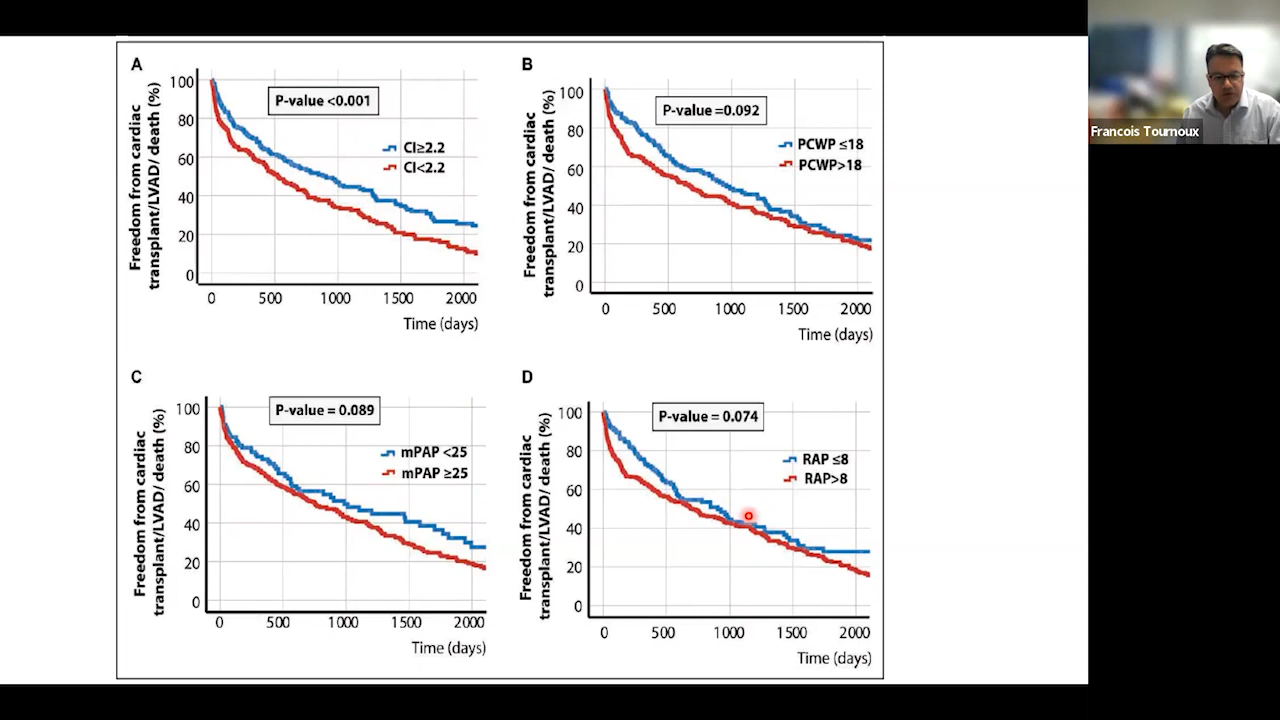 A
Freedom from cardiac
transplant/LVAD/ death (%)
100
80
60
40
20
0
P-value <0.001
CI≥2.2
CI<2.2
0 500 1000 1500 2000
Time (days)
B
Freedom from cardiac
transplant/LVAD/ death (%)
100
80
60
40
20
0
P-value =0.092
PCWP ≤18
PCWP>18
0 500 1000 1500 2000
Time (days)
C
Freedom from cardiac
transplant/LVAD/ death (%)
100
80
60
40
20
0
P-value = 0.089
mPAP <25
mPAP ≥25
0 500 1000 1500 2000
Time (days)
D
Freedom from cardiac
transplant/LVAD/ death (%)
100
80
60
40
20
0
P-value = 0.074
RAP ≤8
RAP>8
0 500 1000 1500 2000
Time (days)
Francois Tournoux